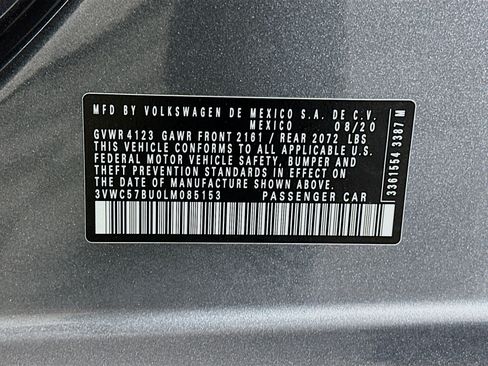 MFD BY VOLKSWAGEN DE MEXICO S.A. DE C.V.
MEXICO 08/20
GVWR 4123 GAWR FRONT 2161 / REAR 2072 LBS
THIS VEHICLE CONFORMS TO ALL APPLICABLE U.S.
FEDERAL MOTOR VEHICLE SAFETY, BUMPER, AND
THEFT PREVENTION STANDARDS IN EFFECT ON
THE DATE OF MANUFACTURE SHOWN ABOVE.
3VWC57BU0LM085153 PASSENGER CAR
3361554 3387 M